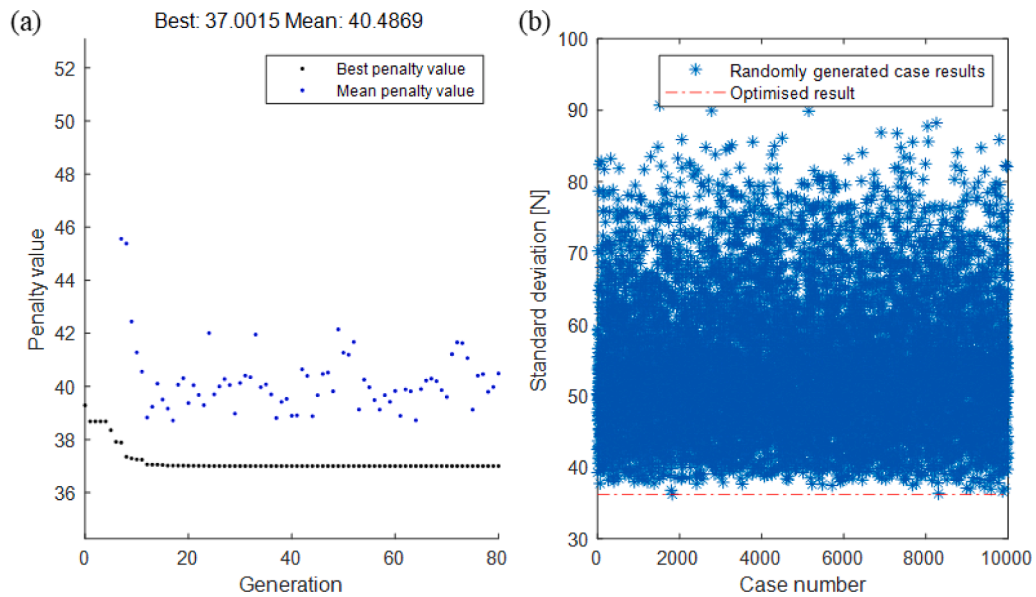 (a)
Best: 37.0015 Mean: 40.4869
52
50
48
46
44
42
40
38
36
Penalty value
Best penalty value
Mean penalty value
0
20
40
60
80
Generation
(b)
100
90
80
70
60
50
40
30
Standard deviation [N]
Randomly generated case results
Optimised result
0
2000
4000
6000
8000
10000
Case number